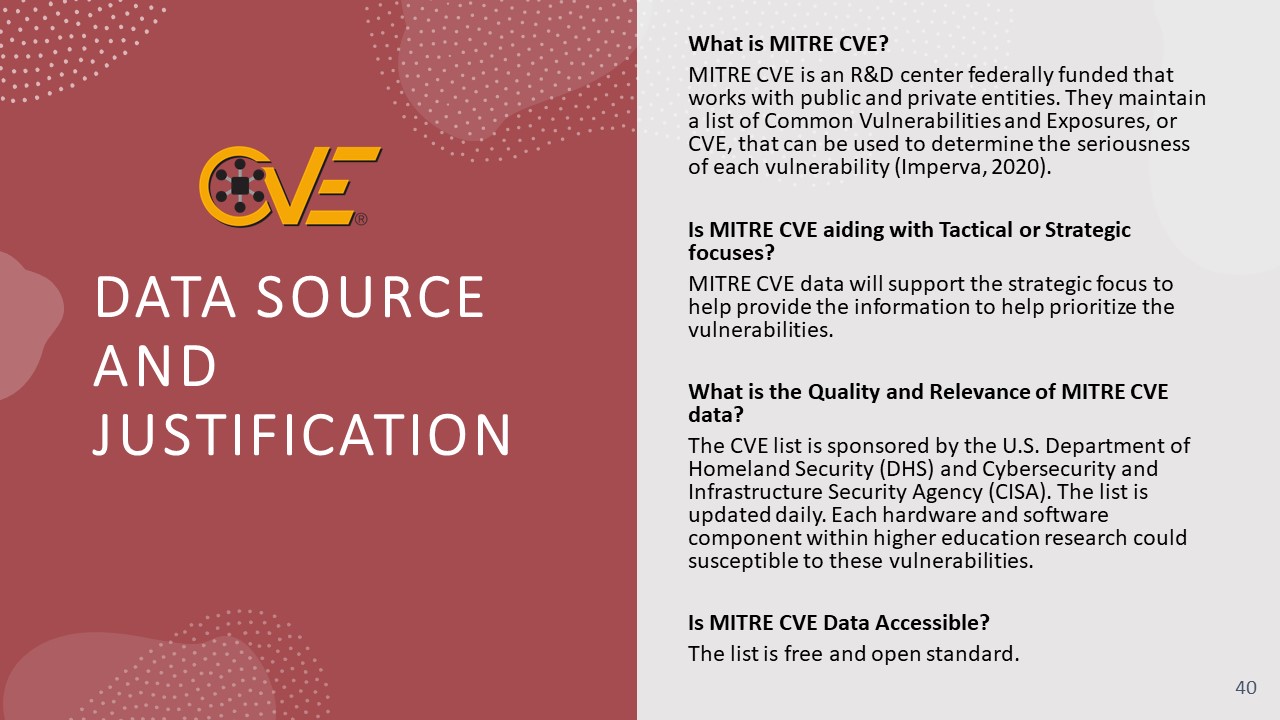 CVE®
DATA SOURCE
AND
JUSTIFICATION
What is MITRE CVE?
MITRE CVE is an R&D center federally funded that
works with public and private entities. They maintain
a list of Common Vulnerabilities and Exposures, or
CVE, that can be used to determine the seriousness
of each vulnerability (Imperva, 2020).
Is MITRE CVE aiding with Tactical or Strategic
focuses?
MITRE CVE data will support the strategic focus to
help provide the information to help prioritize the
vulnerabilities.
What is the Quality and Relevance of MITRE CVE
data?
The CVE list is sponsored by the U.S. Department of
Homeland Security (DHS) and Cybersecurity and
Infrastructure Security Agency (CISA). The list is
updated daily. Each hardware and software
component within higher education research could
susceptible to these vulnerabilities.
Is MITRE CVE Data Accessible?
The list is free and open standard.
40